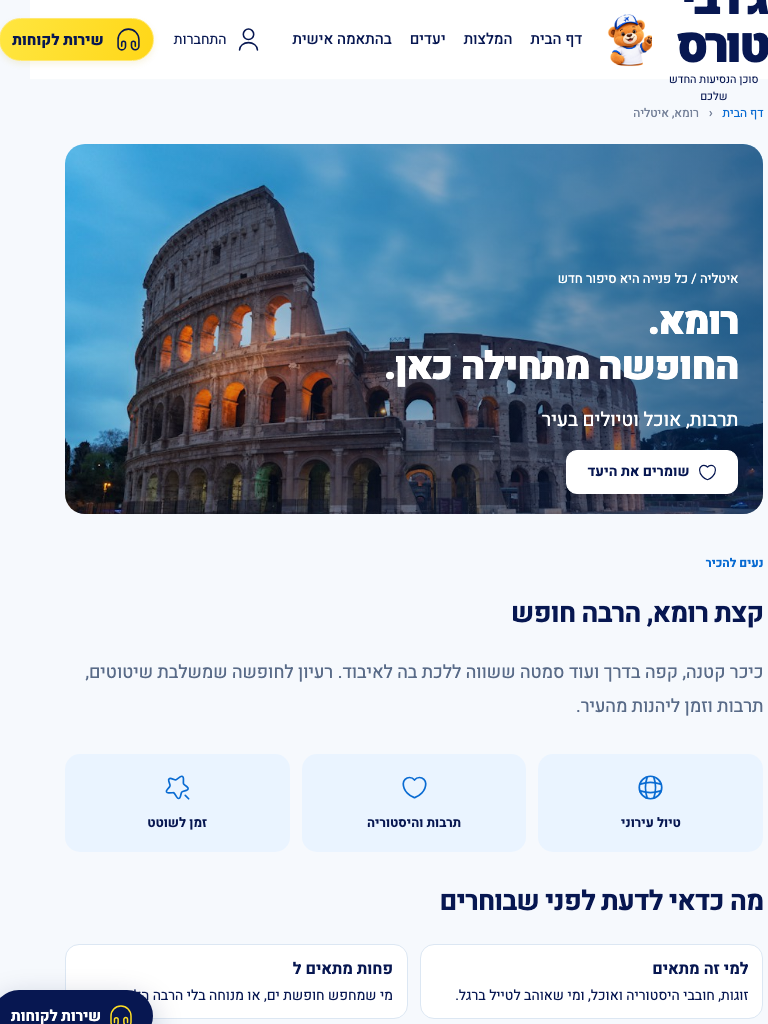 ג'ובי
טורס
סוכן הנסיעות החדש
שלכם
דף הבית
המלצות
יעדים
בהתאמה אישית
התחברות
שירות לקוחות
דף הבית › רומא, איטליה
איטליה / כל פנייה היא סיפור חדש
רומא.
החופשה מתחילה כאן.
תרבות, אוכל וטיולים בעיר
שומרים את היעד
נעים להכיר
קצת רומא, הרבה חופש
כיכר קטנה, קפה בדרך ועוד סמטה ששווה ללכת בה לאיבוד. רעיון לחופשה שמשלבת שיטוטים,
תרבות וזמן ליהנות מהעיר.
טיול עירוני
תרבות והיסטוריה
זמן לשוטט
מה כדאי לדעת לפני שבוחרים
למי זה מתאים
זוגות, חובבי היסטוריה ואוכל, ומי שאוהב לטייל ברגל.
פחות מתאים ל
מי שמחפש חופשת ים, או מנוחה בלי הרבה
שירות לקוחות